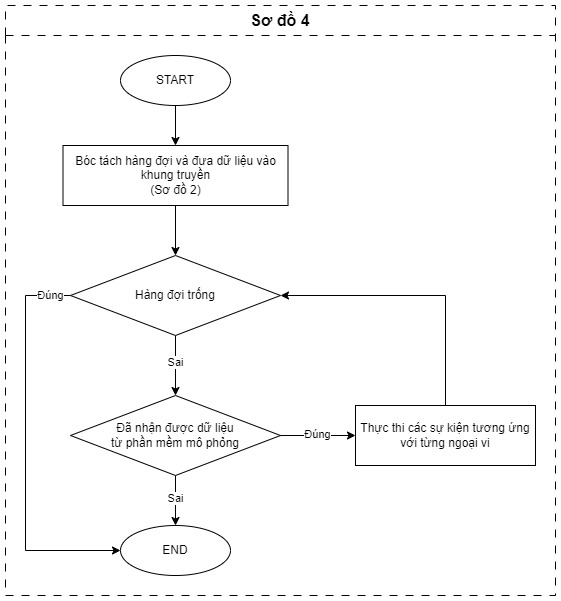 Sơ đồ 4
START
Bóc tách hàng đợi và đưa dữ liệu vào
khung truyền
(Sơ đồ 2)
Hàng đợi trống
Đúng
Sai
Đã nhận được dữ liệu
từ phần mềm mô phỏng
Đúng
Thực thi các sự kiện tương ứng
với từng ngoại vi
Sai
END